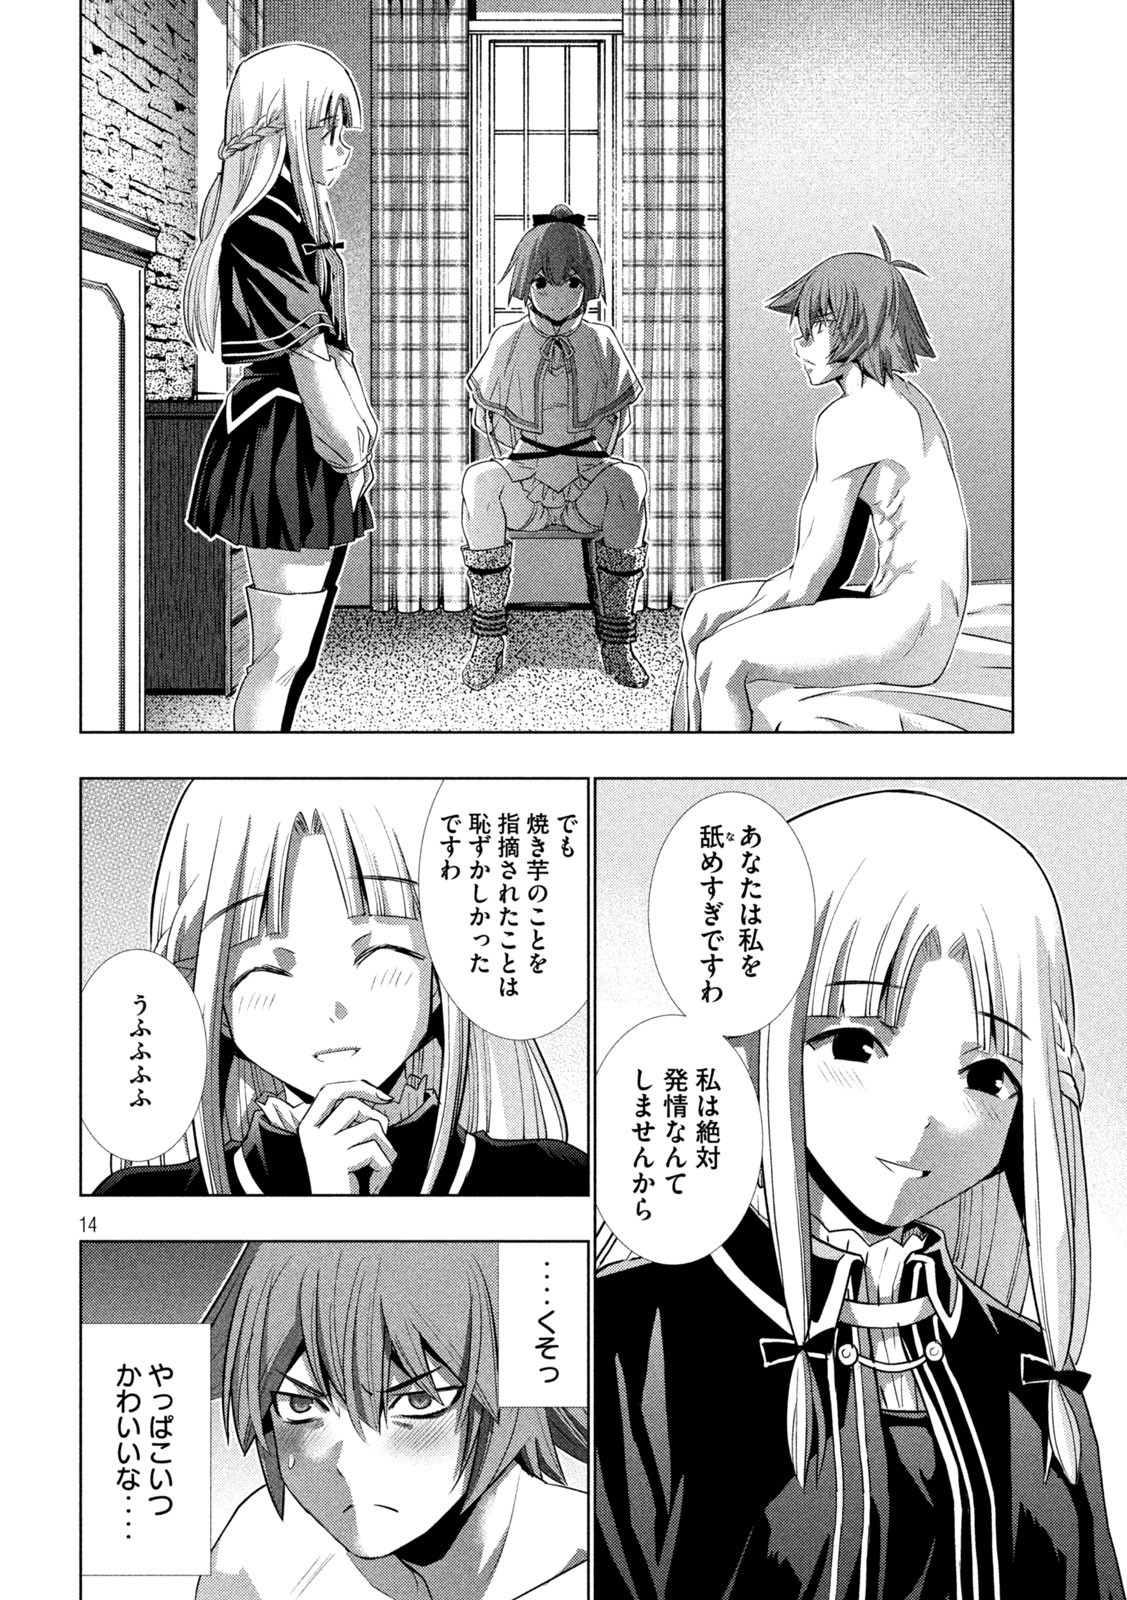 あなたは私を
舐めすぎですわ
な
私は絶対
発情なんて
しませんから
でも
焼き芋のことを
指摘されたことは
恥ずかしかった
ですわ
うふふふふ
‥‥くそっ
やっぱこいつ
かわいいな‥‥
14